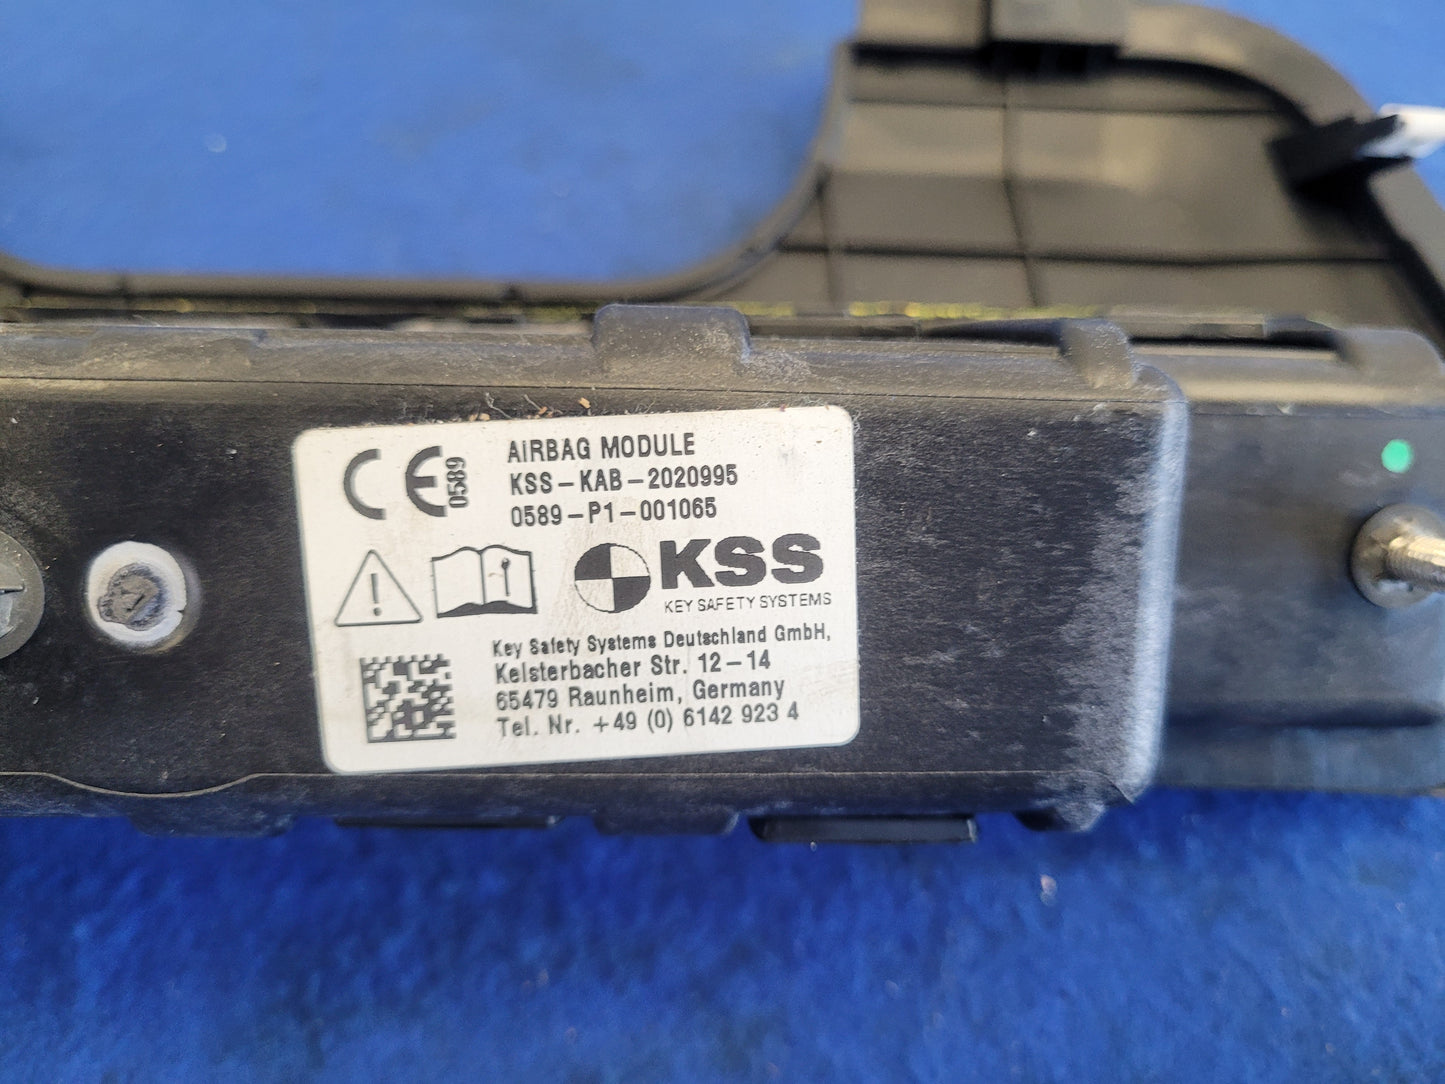 CE 0589
AIRBAG MODULE
KSS-KAB-2020995
0589-P1-001065
KSS
KEY SAFETY SYSTEMS
Key Safety Systems Deutschland GmbH,
Kelsterbacher Str. 12-14
65479 Raunheim, Germany
Tel. Nr. +49 (0) 6142 923 4